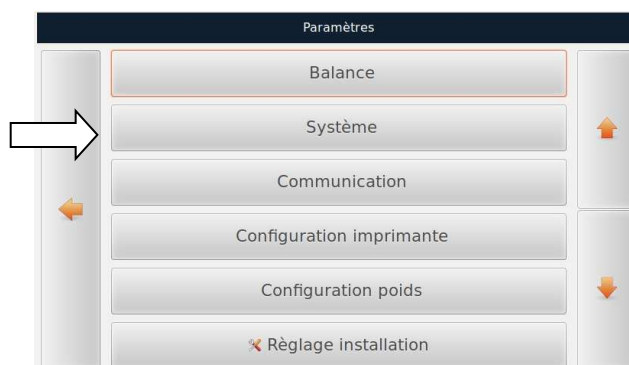 Paramètres
Balance
Système
Communication
Configuration imprimante
Configuration poids
Règlage installation